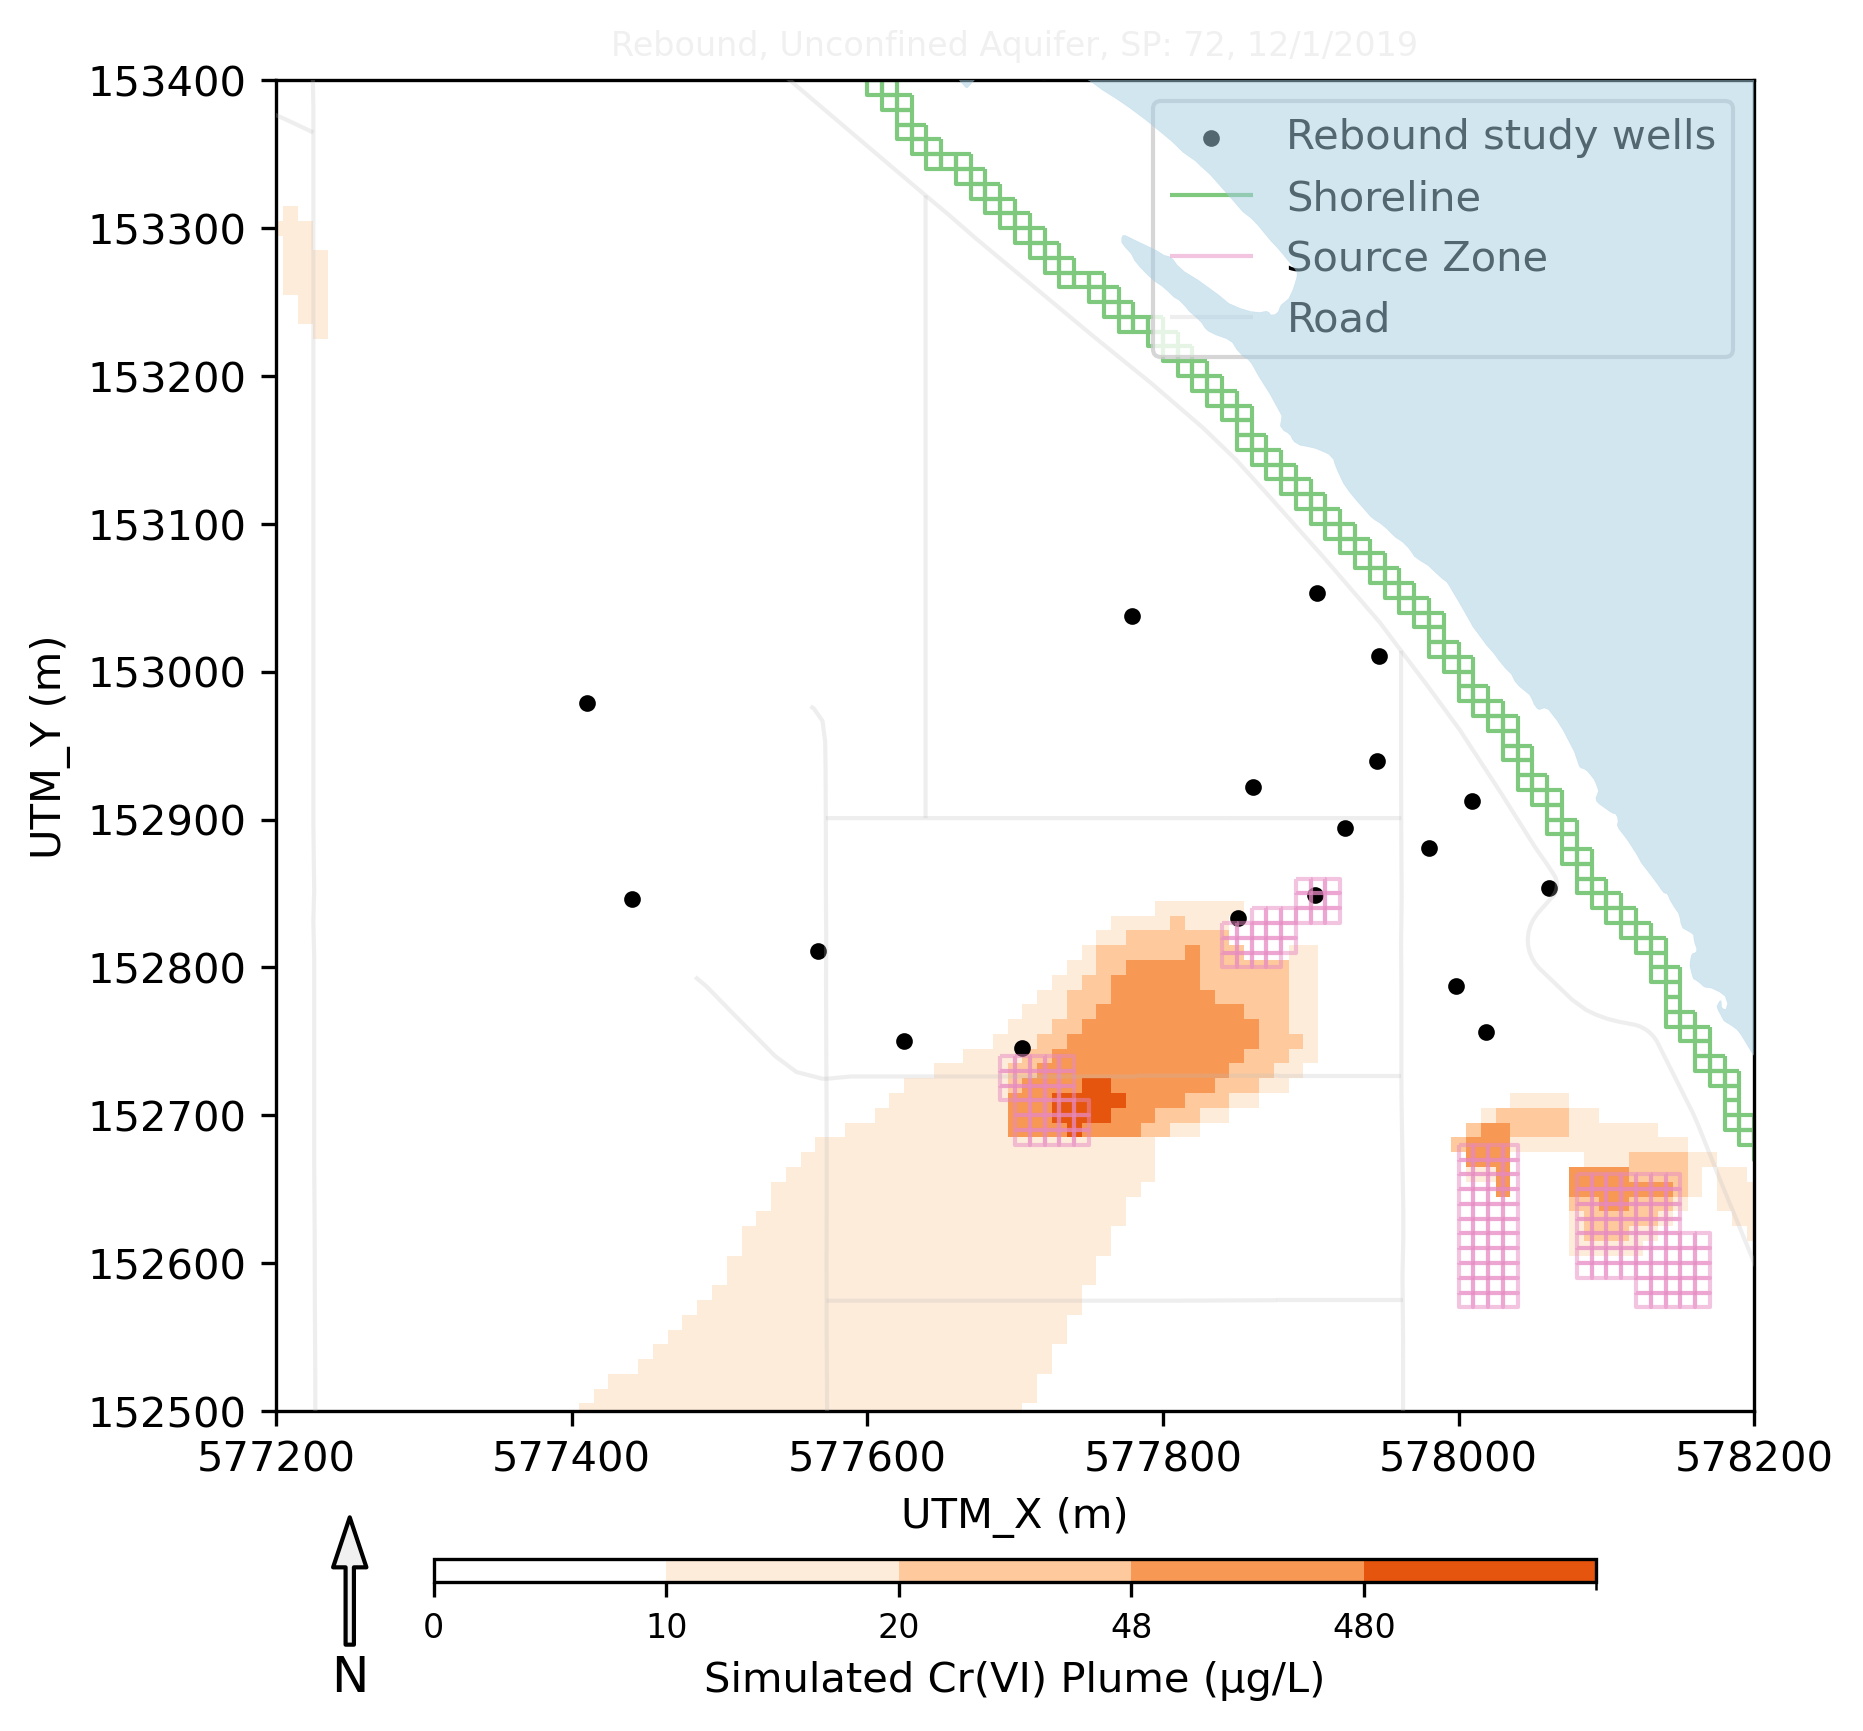 Rebound, Unconfined Aquifer, SP: 72, 12/1/2019
153400
153300
153200
153100
153000
152900
152800
152700
152600
152500
UTM_Y (m)
Rebound study wells
Shoreline
Source Zone
Road
577200
577400
577600
577800
578000
578200
UTM_X (m)
N
0
10
20
48
480
Simulated Cr(VI) Plume (μg/L)